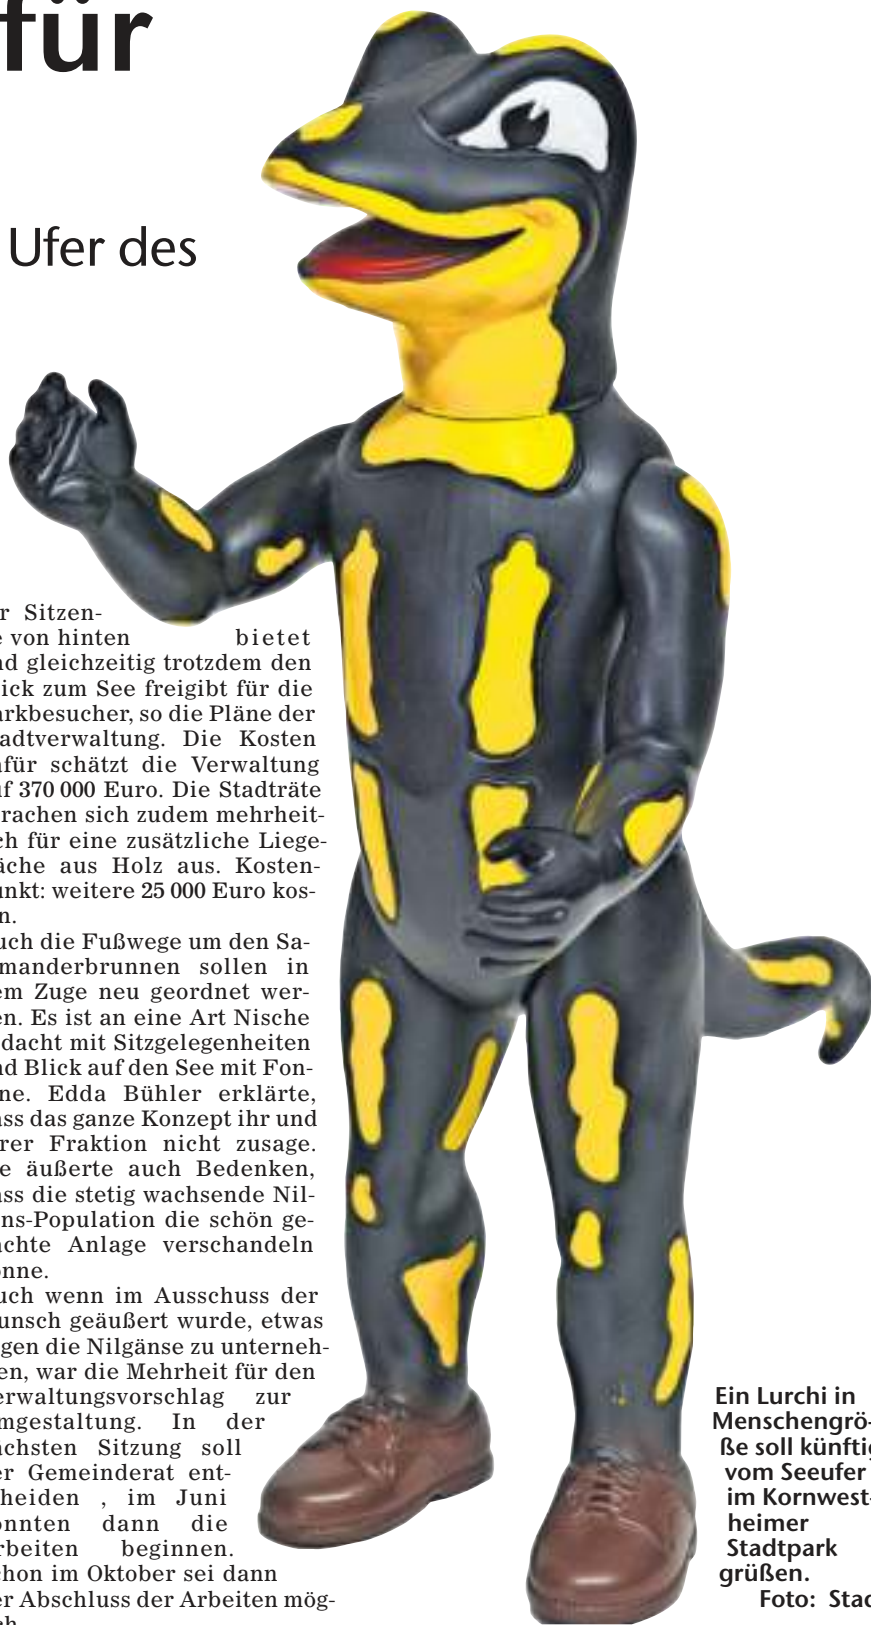 für
Ufer des
r Sitzen-
e von hinten bietet
nd gleichzeitig trotzdem den
ick zum See freigibt für die
arkbesucher, so die Pläne der
adtverwaltung. Die Kosten
afür schätzt die Verwaltung
uf 370 000 Euro. Die Stadträte
rachen sich zudem mehrheit-
ch für eine zusätzliche Liege-
äche aus Holz aus. Kosten-
unkt: weitere 25 000 Euro kos-
n.
uch die Fußwege um den Sa-
manderbrunnen sollen in
em Zuge neu geordnet wer-
en. Es ist an eine Art Nische
dacht mit Sitzgelegenheiten
nd Blick auf den See mit Fon-
ne. Edda Bühler erklärte,
ass das ganze Konzept ihr und
rer Fraktion nicht zusage.
e äußerte auch Bedenken,
ass die stetig wachsende Nil-
ns-Population die schön ge-
achte Anlage verschandeln
önne.
uch wenn im Ausschuss der
unsch geäußert wurde, etwas
gen die Nilgänse zu unterneh-
en, war die Mehrheit für den
erwaltungsvorschlag zur
mgestaltung. In der
ächsten Sitzung soll
er Gemeinderat ent-
heiden , im Juni
önnten dann die
rbeiten beginnen.
chon im Oktober sei dann
er Abschluss der Arbeiten mög-
ch.
Ein Lurchi in
Menschengrö-
ße soll künftig
vom Seeufer
im Kornwest-
heimer
Stadtpark
grüßen.
Foto: Stad